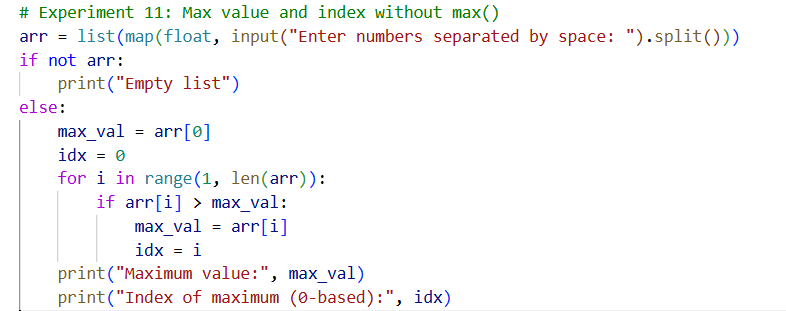 # Experiment 11: Max value and index without max()
arr = list(map(float, input("Enter numbers separated by space: ").split()))
if not arr:
    print("Empty list")
else:
    max_val = arr[0]
    idx = 0
    for i in range(1, len(arr)):
        if arr[i] > max_val:
            max_val = arr[i]
            idx = i
    print("Maximum value:", max_val)
    print("Index of maximum (0-based):", idx)